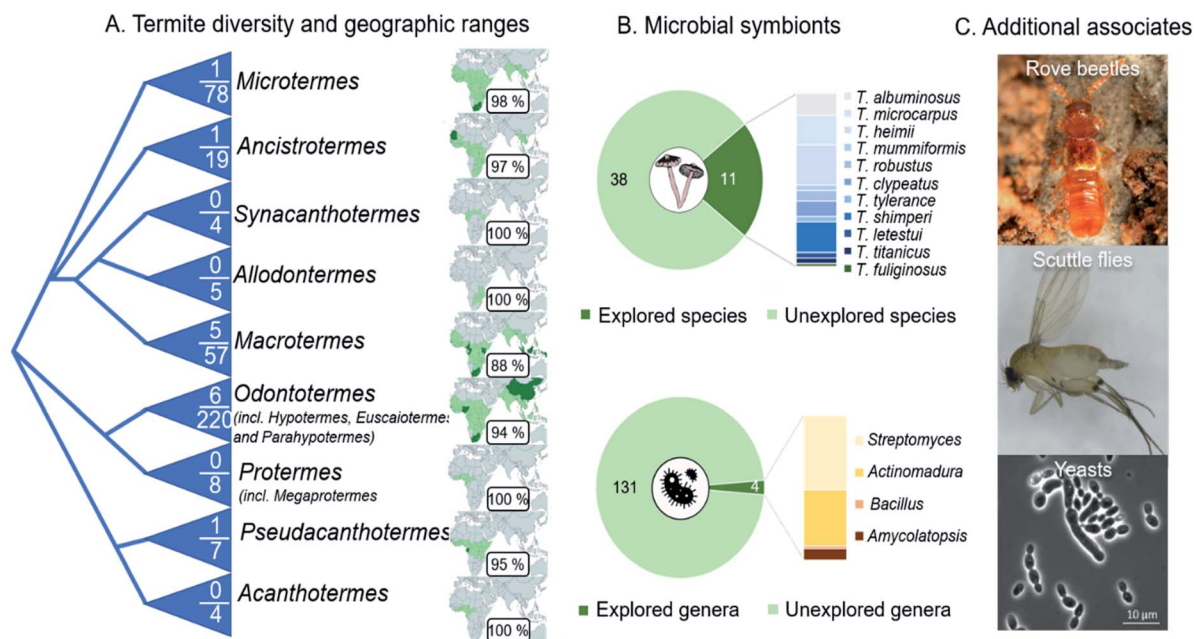 A. Termite diversity and geographic ranges
1
78
Microtermes
98 %
1
19
Ancistrotermes
97 %
0
4
Synacanthotermes
100 %
0
5
Allodontermes
100 %
5
57
Macrotermes
88 %
6
220
Odontotermes
(incl. Hypotermes, Euscaiotermes
and Parahypotermes)
94 %
0
8
Protermes
(incl. Megaprotermes
100 %
1
7
Pseudacanthotermes
95 %
0
4
Acanthotermes
100 %
B. Microbial symbionts
38
11
T. albuminosus
T. microcarpus
T. heimii
T. mummiformis
T. robustus
T. clypeatus
T. tylerance
T. shimperi
T. letestui
T. titanicus
T. fuliginosus
Explored species
Unexplored species
131
4
Streptomyces
Actinomadura
Bacillus
Amycolatopsis
Explored genera
Unexplored genera
C. Additional associates
Rove beetles
Scuttle flies
Yeasts
10 µm